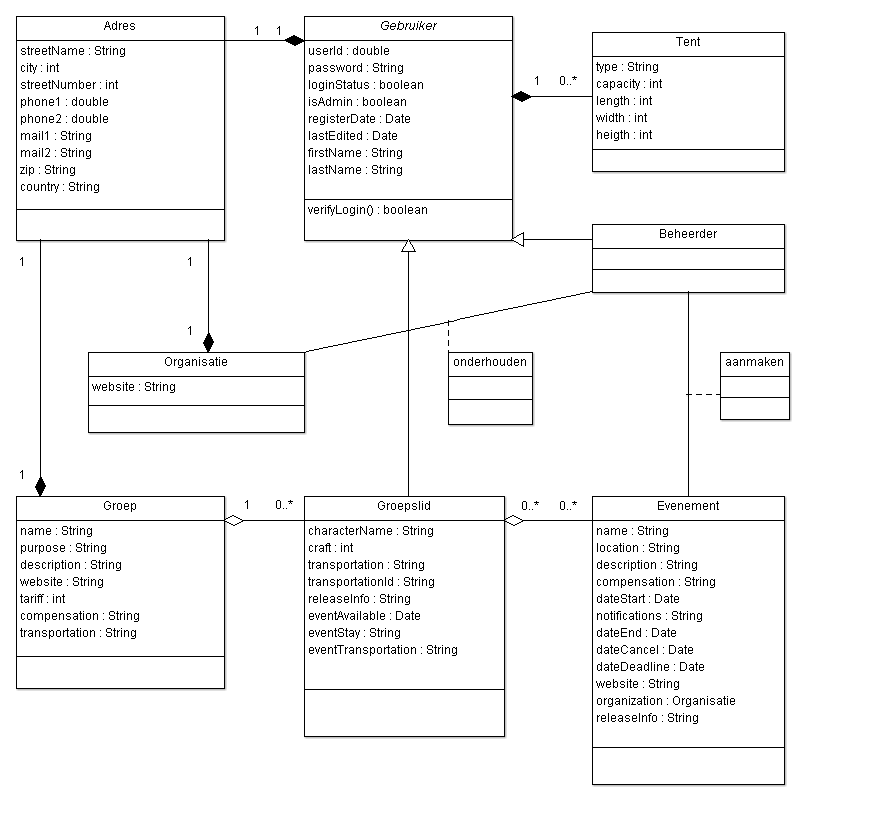 Adres
streetName : String
city : int
streetNumber : int
phone1 : double
phone2 : double
mail1 : String
mail2 : String
zip : String
country : String
1 1
Gebruiker
userId : double
password : String
loginStatus : boolean
isAdmin : boolean
registerDate : Date
lastEdited : Date
firstName : String
lastName : String
verifyLogin() : boolean
1 0..*
Tent
type : String
capacity : int
length : int
width : int
heigth : int
Beheerder
1
1
1
Organisatie
website : String
onderhouden
aanmaken
1
Groep
name : String
purpose : String
description : String
website : String
tariff : int
compensation : String
transportation : String
1 0..*
Groepslid
characterName : String
craft : int
transportation : String
transportationId : String
releaseInfo : String
eventAvailable : Date
eventStay : String
eventTransportation : String
0..* 0..*
Evenement
name : String
location : String
description : String
compensation : String
dateStart : Date
notifications : String
dateEnd : Date
dateCancel : Date
dateDeadline : Date
website : String
organization : Organisatie
releaseInfo : String